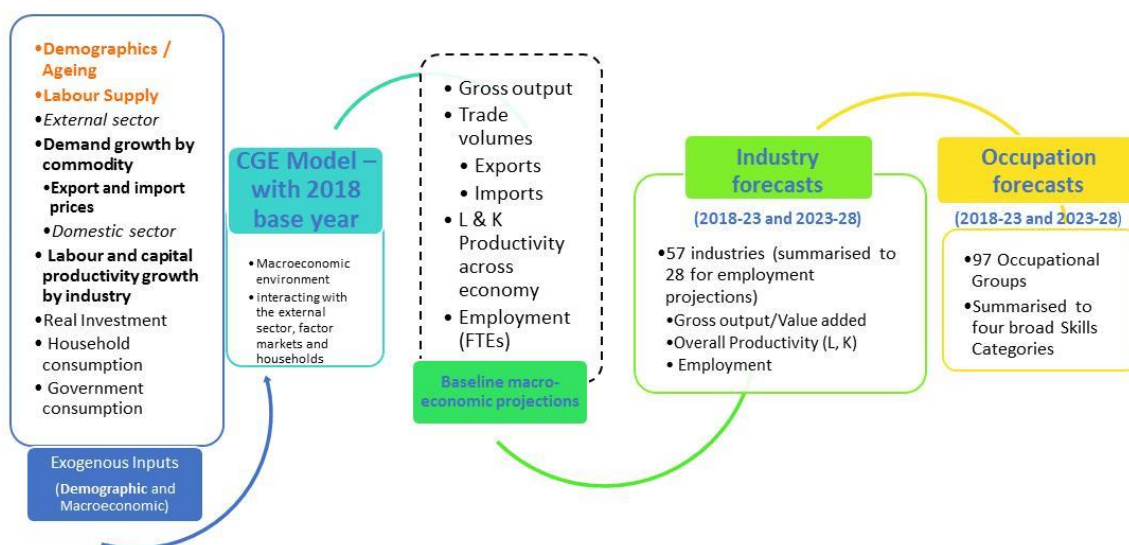 •Demographics /
Ageing
•Labour Supply
•External sector
•Demand growth by
commodity
•Export and import
prices
•Domestic sector
• Labour and capital
productivity growth
by industry
•Real Investment
• Household
consumption
• Government
consumption
Exogenous Inputs
(Demographic and
Macroeconomic)
CGE Model –
with 2018
base year
• Macroeconomic
environment
• interacting with
the external
sector, factor
markets and
households
• Gross output
• Trade
volumes
• Exports
• Imports
• L & K
Productivity
across
economy
• Employment
(FTEs)
Baseline macro-
economic projections
Industry
forecasts
(2018-23 and 2023-28)
•57 industries (summarised to
28 for employment
projections)
•Gross output/Value added
•Overall Productivity (L, K)
• Employment
Occupation
forecasts
(2018-23 and 2023-28)
•97 Occupational
Groups
•Summarised to
four broad Skills
Categories